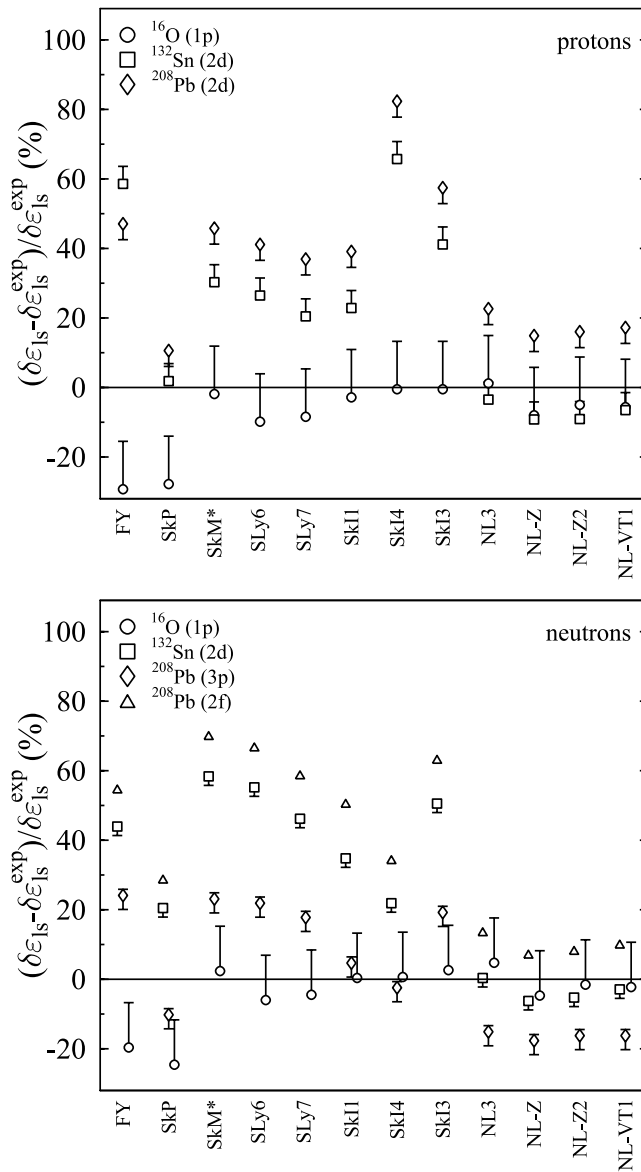 (δε_ls-δε_ls^exp)/δε_ls^exp (%)
100
80
60
40
20
0
-20
^16O (1p)
^132Sn (2d)
^208Pb (2d)
protons
FY
SkP
SkM*
SLy6
SLy7
SkI1
SkI4
SkI3
NL3
NL-Z
NL-Z2
NL-VT1
(δε_ls-δε_ls^exp)/δε_ls^exp (%)
100
80
60
40
20
0
-20
^16O (1p)
^132Sn (2d)
^208Pb (3p)
^208Pb (2f)
neutrons
FY
SkP
SkM*
SLy6
SLy7
SkI1
SkI4
SkI3
NL3
NL-Z
NL-Z2
NL-VT1